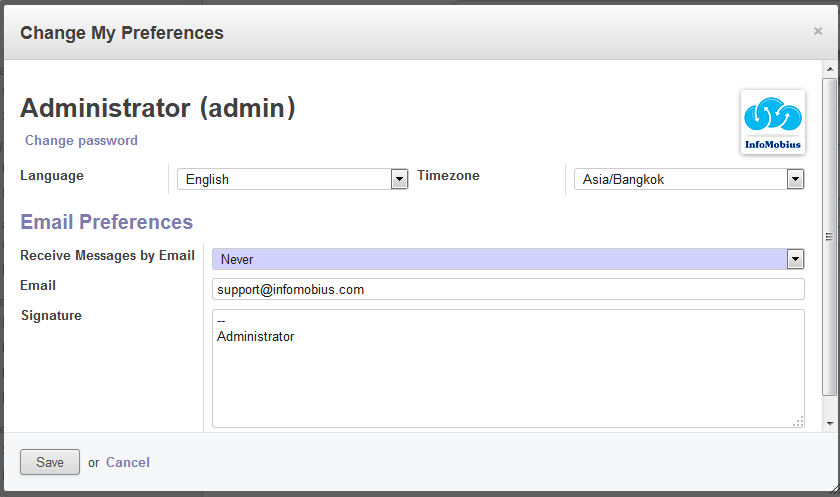 Change My Preferences
×
Administrator (admin)
InfoMobius
Change password
Language English Timezone Asia/Bangkok
Email Preferences
Receive Messages by Email Never
Email support@infomobius.com
Signature --
Administrator
Save or Cancel